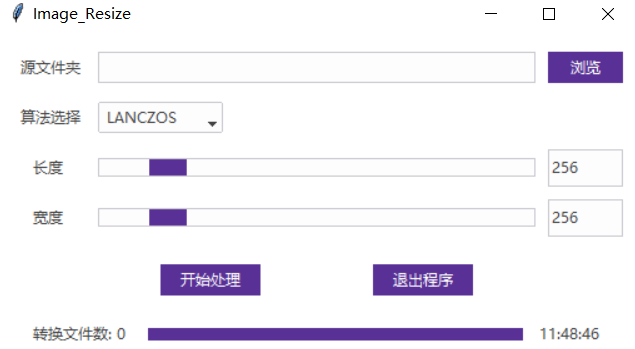 Image_Resize
源文件夹 浏览
算法选择 LANCZOS
长度 256
宽度 256
开始处理 退出程序
转换文件数: 0 11:48:46